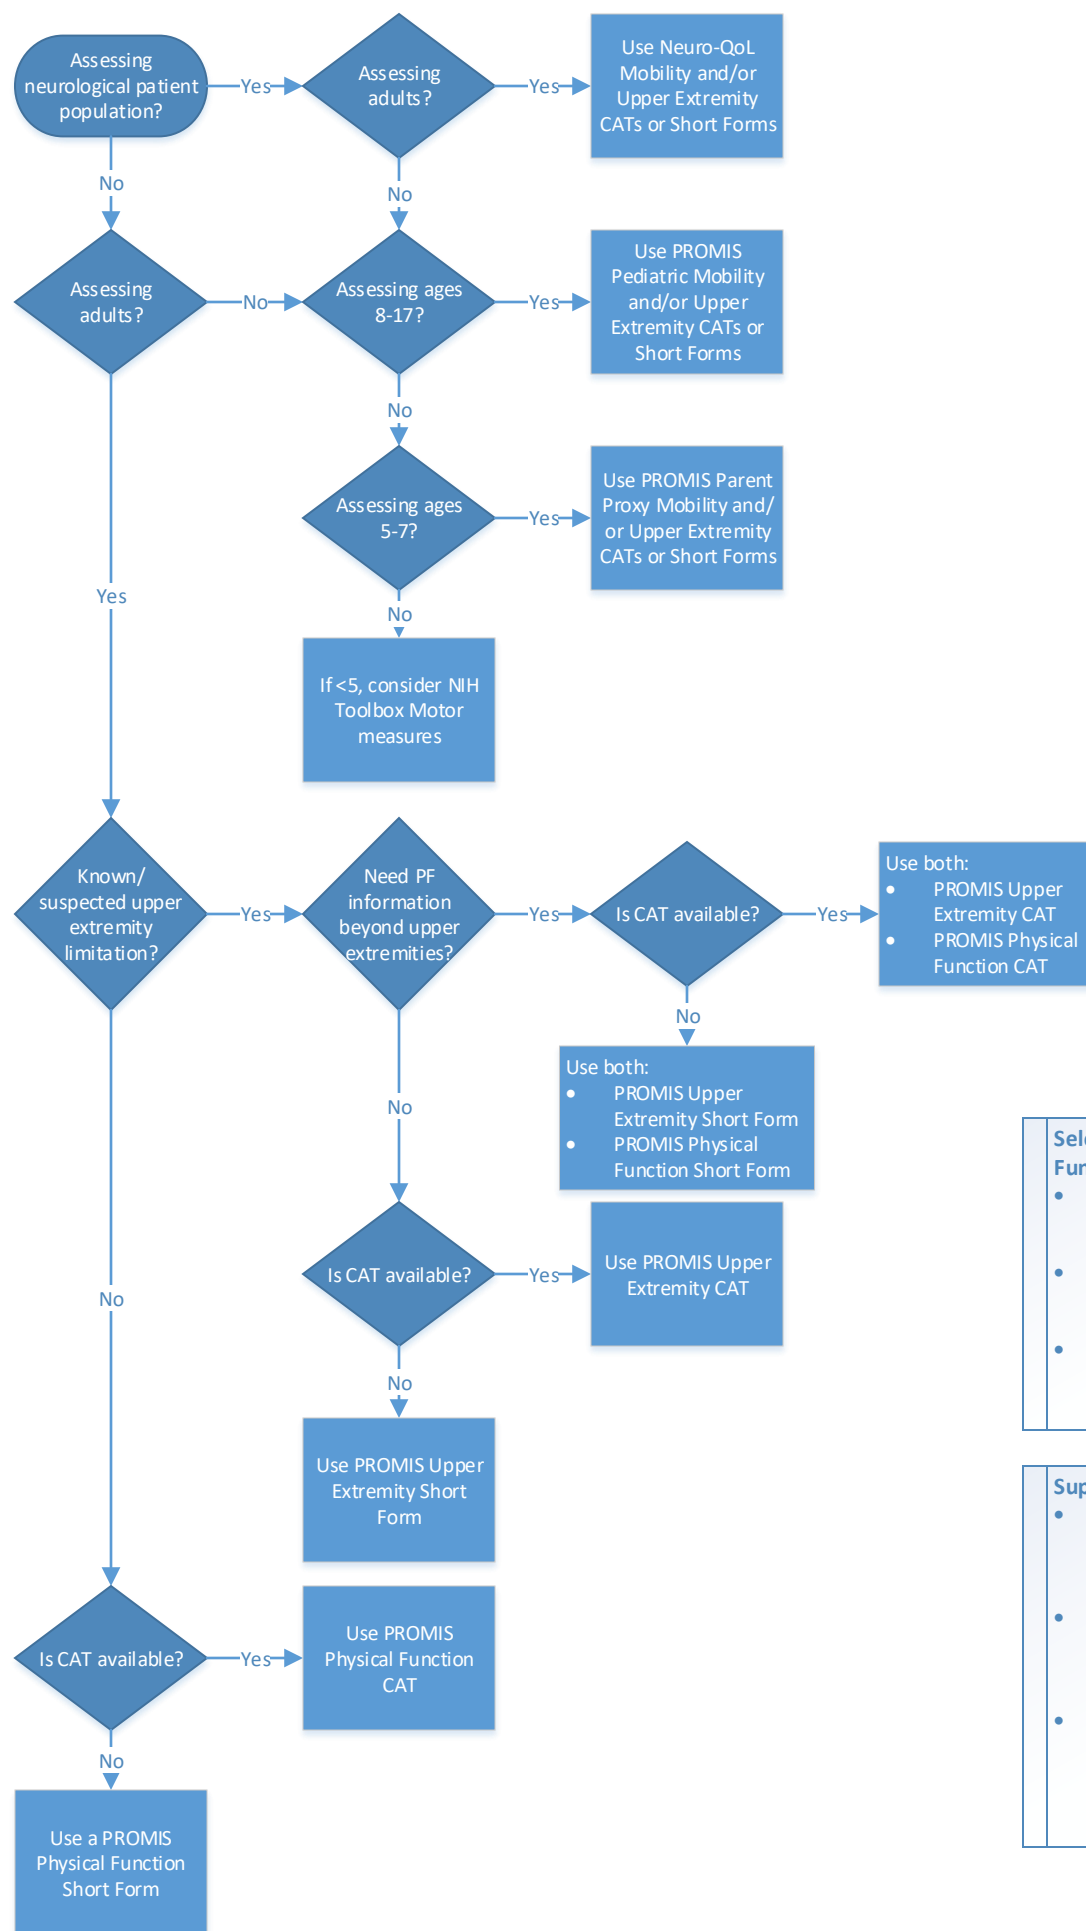 Assessing
neurological patient
population?
Yes
Assessing
adults?
Yes
Use Neuro-QoL
Mobility and/or
Upper Extremity
CATs or Short Forms
No
No
Assessing
adults?
No
Assessing ages
8-17?
Yes
Use PROMIS
Pediatric Mobility
and/or Upper
Extremity CATs or
Short Forms
No
Assessing ages
5-7?
Yes
Use PROMIS Parent
Proxy Mobility and/
or Upper Extremity
CATs or Short Forms
Yes
No
If <5, consider NIH
Toolbox Motor
measures
Known/
suspected upper
extremity
limitation?
Yes
Need PF
information
beyond upper
extremities?
Yes
Is CAT available?
Yes
Use both:
• PROMIS Upper
Extremity CAT
• PROMIS Physical
Function CAT
No
Use both:
• PROMIS Upper
Extremity Short Form
• PROMIS Physical
Function Short Form
No
Is CAT available?
Yes
Use PROMIS Upper
Extremity CAT
No
No
Use PROMIS Upper
Extremity Short
Form
Is CAT available?
Yes
Use PROMIS
Physical Function
CAT
No
Use a PROMIS
Physical Function
Short Form